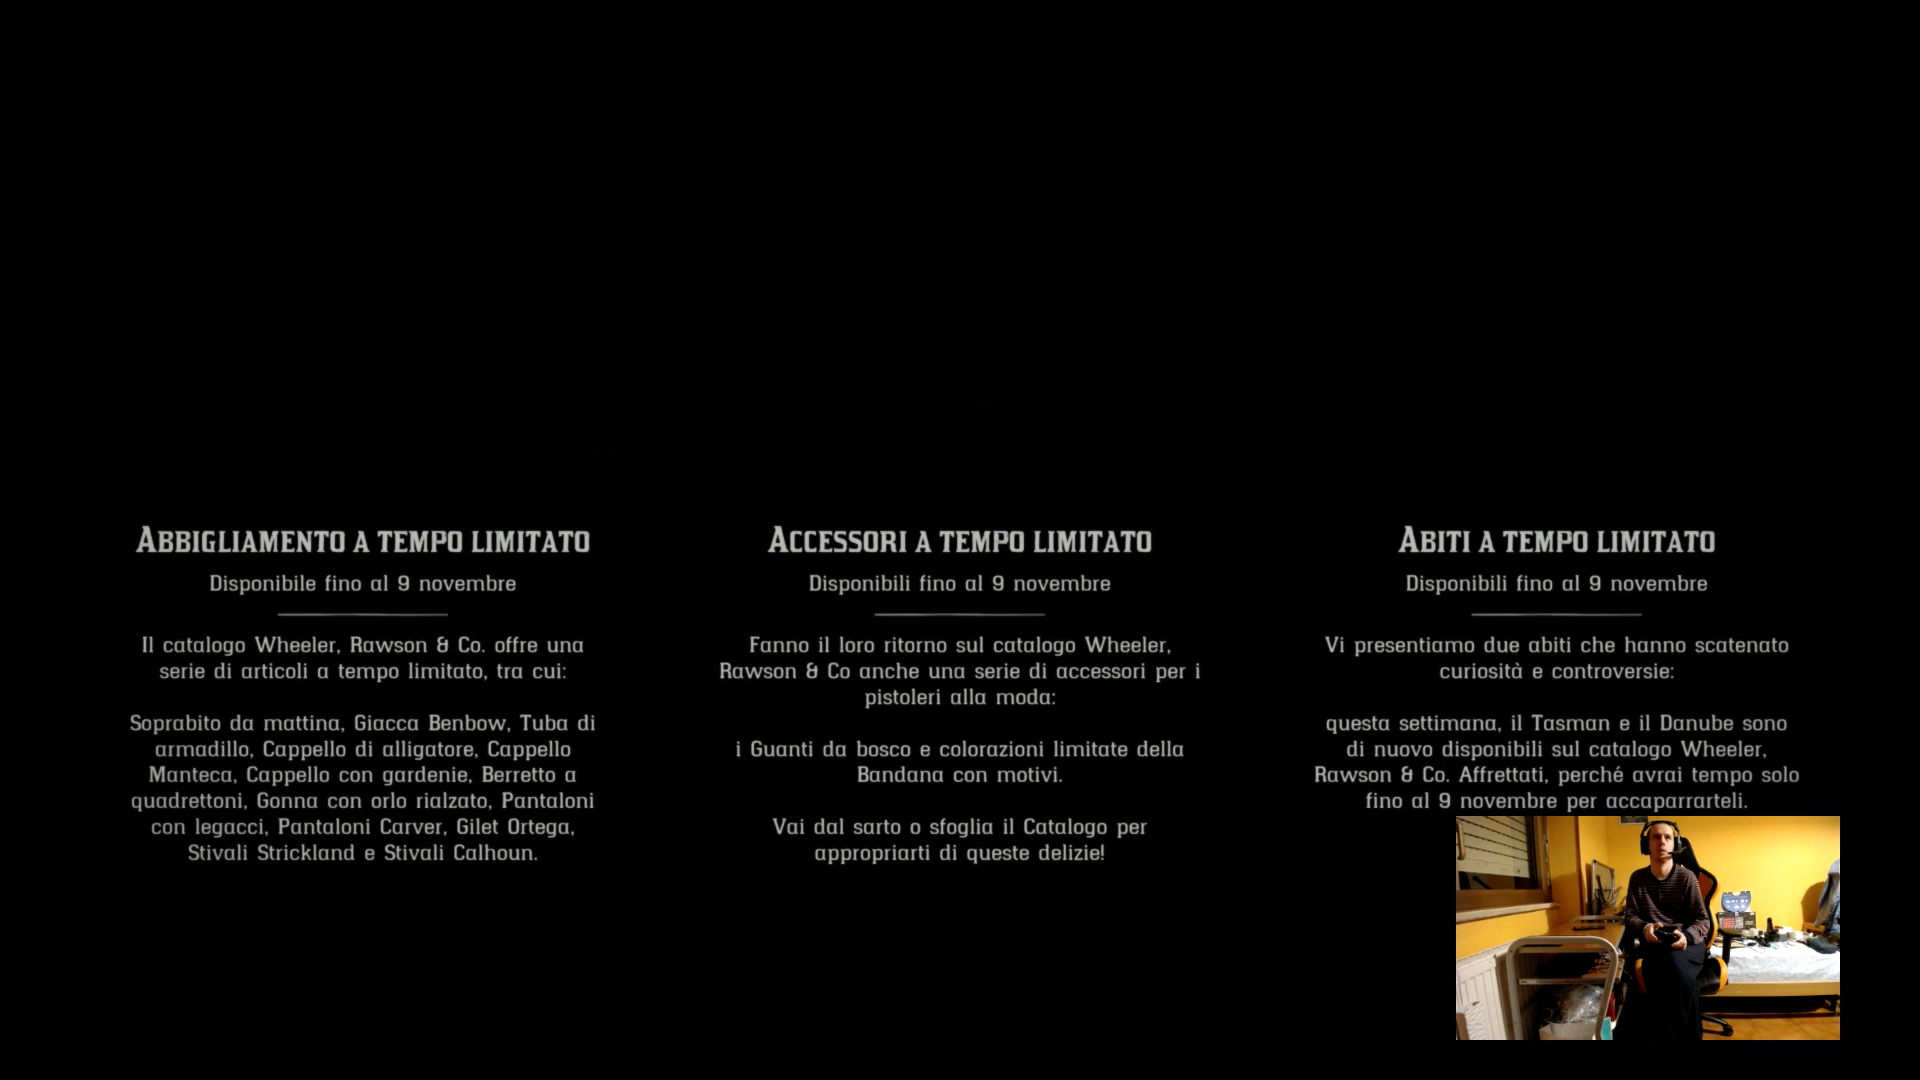 ABBIGLIAMENTO A TEMPO LIMITATO
Disponibile fino al 9 novembre
Il catalogo Wheeler, Rawson & Co. offre una
serie di articoli a tempo limitato, tra cui:
Soprabito da mattina, Giacca Benbow, Tuba di
armadillo, Cappello di alligatore, Cappello
Manteca, Cappello con gardenie, Berretto a
quadrettoni, Gonna con orlo rialzato, Pantaloni
con legacci, Pantaloni Carver, Gilet Ortega,
Stivali Strickland e Stivali Calhoun.
ACCESSORI A TEMPO LIMITATO
Disponibili fino al 9 novembre
Fanno il loro ritorno sul catalogo Wheeler,
Rawson & Co anche una serie di accessori per i
pistoleri alla moda:
i Guanti da bosco e colorazioni limitate della
Bandana con motivi.
Vai dal sarto o sfoglia il Catalogo per
appropriarti di queste delizie!
ABITI A TEMPO LIMITATO
Disponibili fino al 9 novembre
Vi presentiamo due abiti che hanno scatenato
curiosità e controversie:
questa settimana, il Tasman e il Danube sono
di nuovo disponibili sul catalogo Wheeler,
Rawson & Co. Affrettati, perché avrai tempo solo
fino al 9 novembre per accaparrarteli.